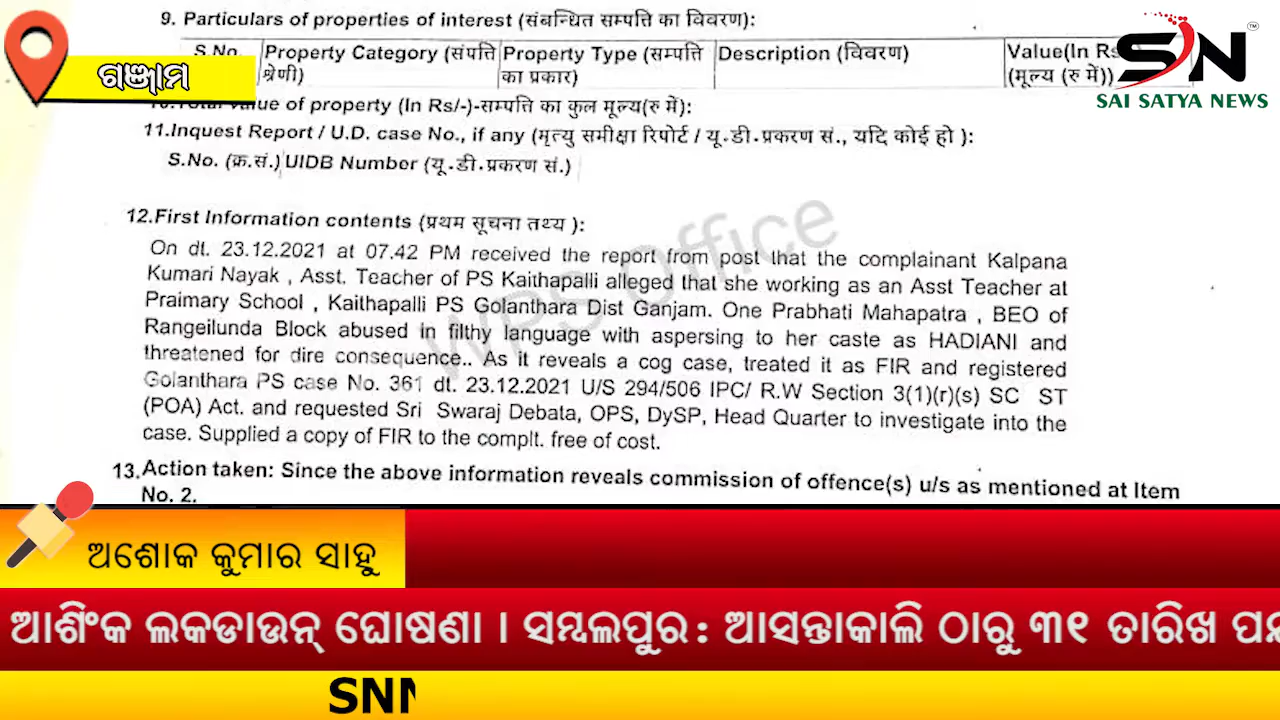 9. Particulars of properties of interest (संबन्धित सम्पत्ति का विवरण):
S.No. Property Category (संपत्ति श्रेणी) Property Type (सम्पत्ति का प्रकार) Description (विवरण) Value(In Rs (मूल्य (रु में))
SN
TM
SAI SATYA NEWS
ଗଞ୍ଜାମ
Total value of property (In Rs/-)-सम्पत्ति का कुल मूल्य(रु में):
11.Inquest Report / U.D. case No., if any (मृत्यु समीक्षा रिपोर्ट / यू.डी.प्रकरण सं., यदि कोई हो ):
S.No. (क्र.सं.) UIDB Number (यू.डी.प्रकरण सं.)
12.First Information contents (प्रथम सूचना तथ्य ):
On dt. 23.12.2021 at 07.42 PM received the report from post that the complainant Kalpana
Kumari Nayak , Asst. Teacher of PS Kaithapalli alleged that she working as an Asst Teacher at
Praimary School , Kaithapalli PS Golanthara Dist Ganjam. One Prabhati Mahapatra , BEO of
Rangeilunda Block abused in filthy language with aspersing to her caste as HADIANI and
threatened for dire consequence.. As it reveals a cog case, treated it as FIR and registered
Golanthara PS case No. 361 dt. 23.12.2021 U/S 294/506 IPC/ R.W Section 3(1)(r)(s) SC ST
(POA) Act. and requested Sri Swaraj Debata, OPS, DySP, Head Quarter to investigate into the
case. Supplied a copy of FIR to the complt. free of cost.
WPS Office
13.Action taken: Since the above information reveals commission of offence(s) u/s as mentioned at Item
No. 2.
ଅଶୋକ କୁମାର ସାହୁ
ଆଶିଂକ ଲକଡାଉନ୍ ଘୋଷଣା । ସମ୍ବଲପୁର : ଆସନ୍ତାକାଲି ଠାରୁ ୩୧ ତାରିଖ
SNN